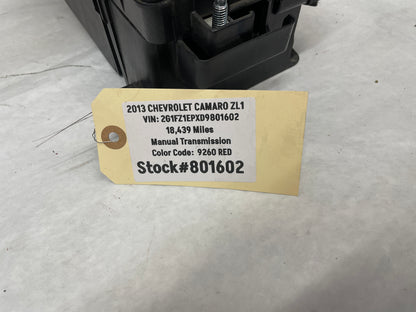 2013 CHEVROLET CAMARO ZL1
VIN: 2G1FZ1EPXD9801602
18,439 Miles
Manual Transmission
Color Code: 9260 RED
Stock#801602